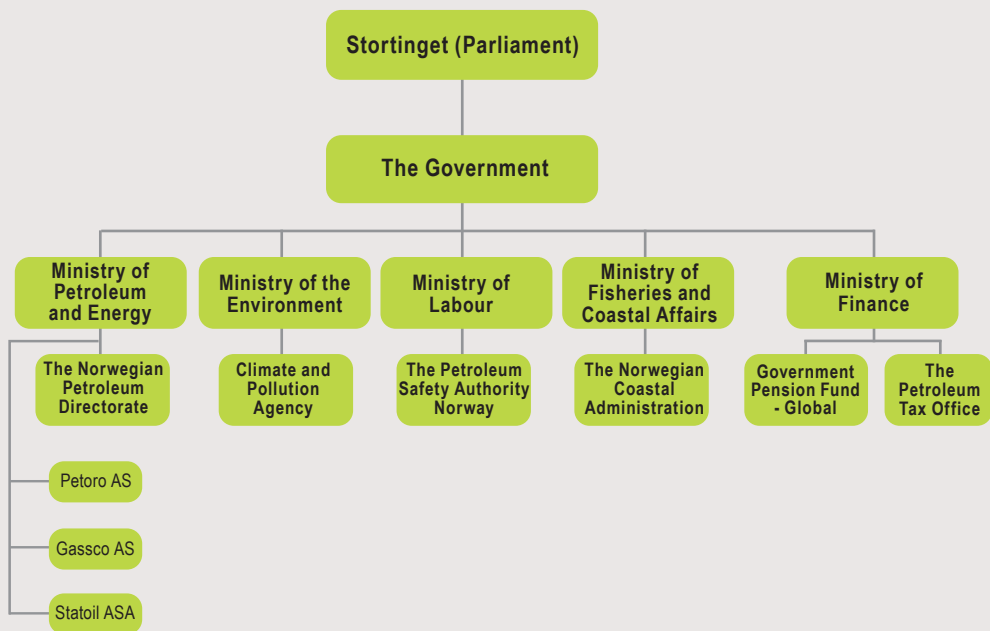 Stortinget (Parliament)
The Government
Ministry of
Petroleum
and Energy
Ministry of the
Environment
Ministry of
Labour
Ministry of
Fisheries and
Coastal Affairs
Ministry of
Finance
The Norwegian
Petroleum
Directorate
Climate and
Pollution
Agency
The Petroleum
Safety Authority
Norway
The Norwegian
Coastal
Administration
Government
Pension Fund
- Global
The
Petroleum
Tax Office
Petoro AS
Gassco AS
Statoil ASA